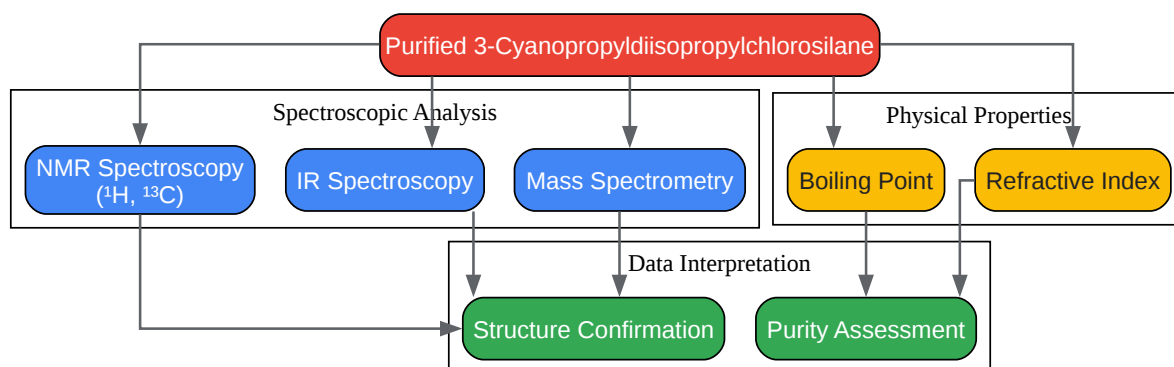 Purified 3-Cyanopropyldiisopropylchlorosilane
Spectroscopic Analysis
Physical Properties
NMR Spectroscopy
(¹H, ¹³C)
IR Spectroscopy
Mass Spectrometry
Boiling Point
Refractive Index
Data Interpretation
Structure Confirmation
Purity Assessment